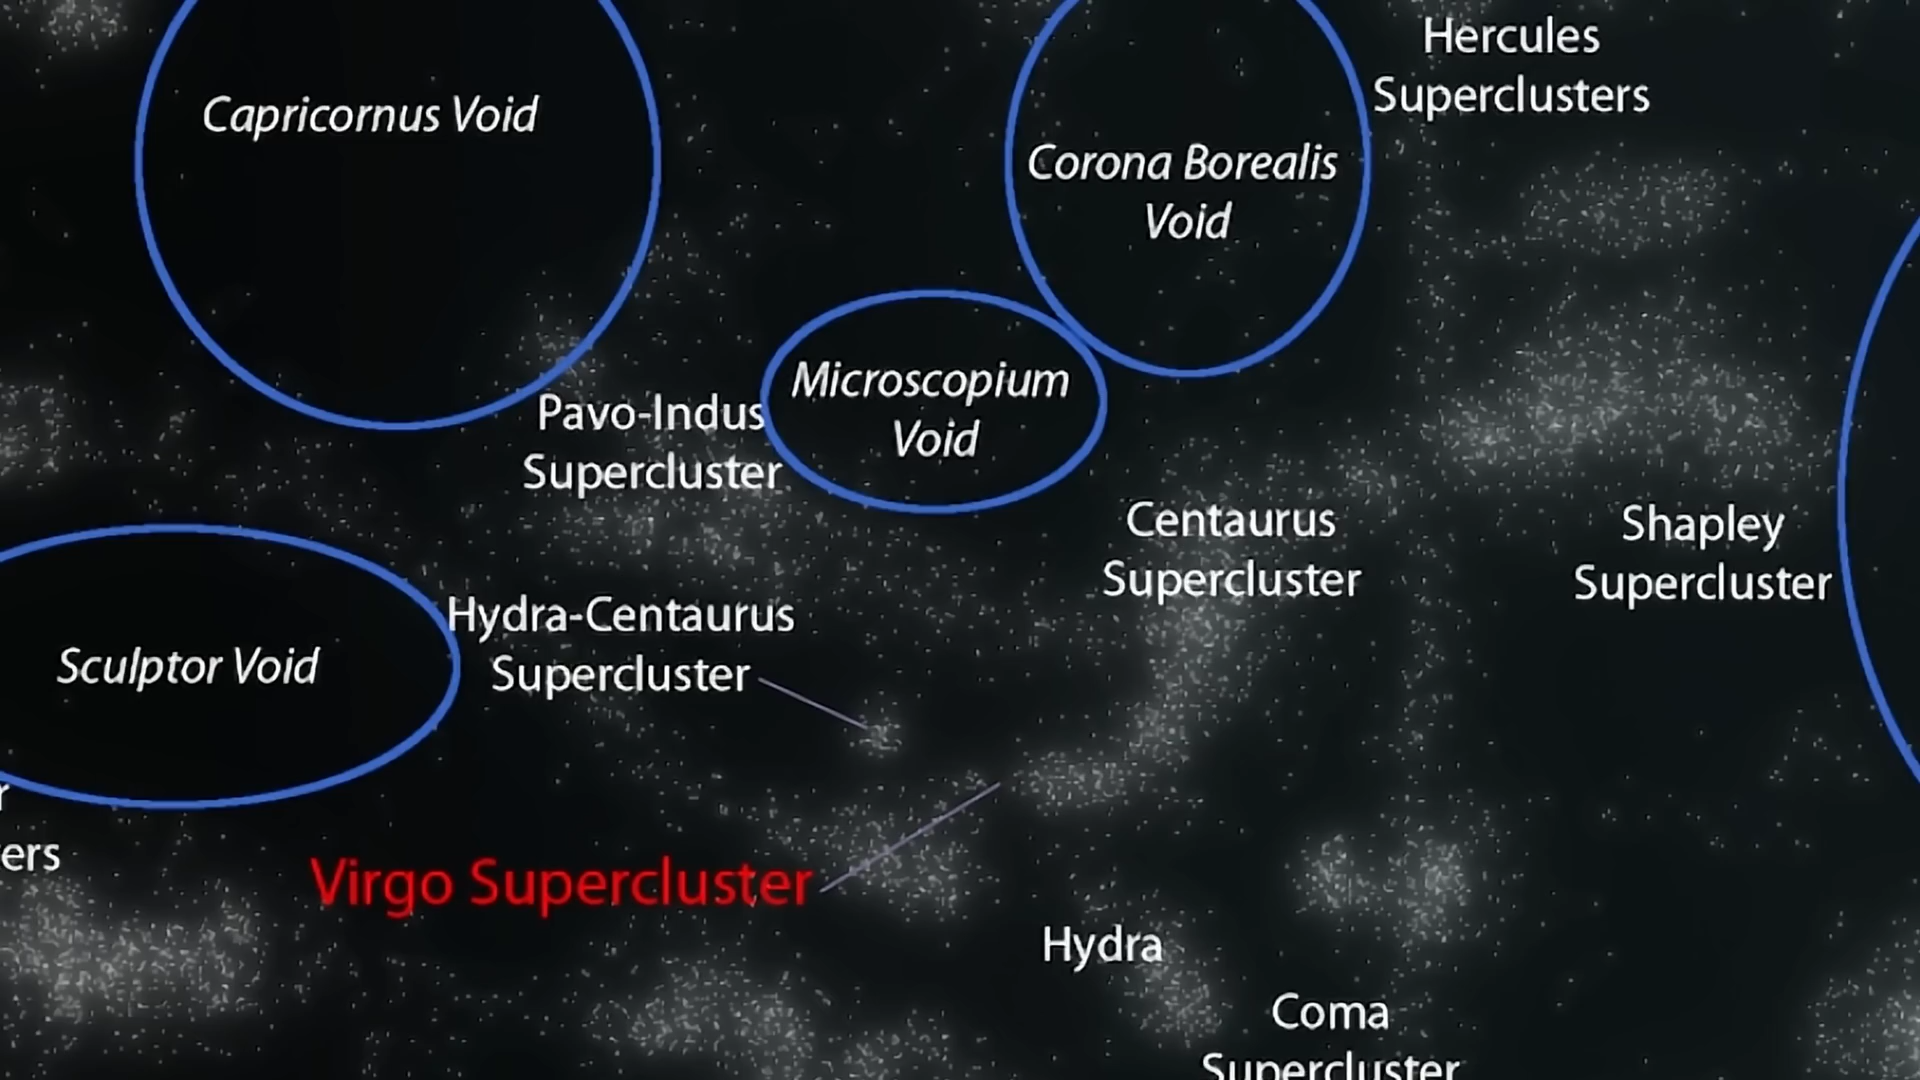 Hercules
Superclusters
Capricornus Void
Corona Borealis
Void
Microscopium
Void
Pavo-Indus
Supercluster
Centaurus
Supercluster
Shapley
Supercluster
Hydra-Centaurus
Supercluster
Sculptor Void
Virgo Supercluster
Hydra
Coma
Supercluster